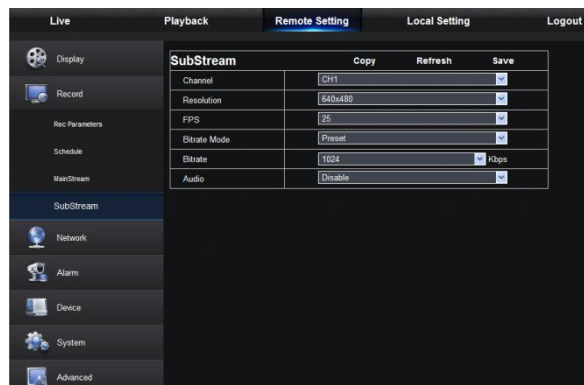 Live Playback Remote Setting Local Setting Logout
Display
Record
Rec Parameters
Schedule
MainStream
SubStream
Network
Alarm
Device
System
Advanced
SubStream Copy Refresh Save
Channel CH1
Resolution 640x480
FPS 25
Bitrate Mode Preset
Bitrate 1024 Kbps
Audio Disable